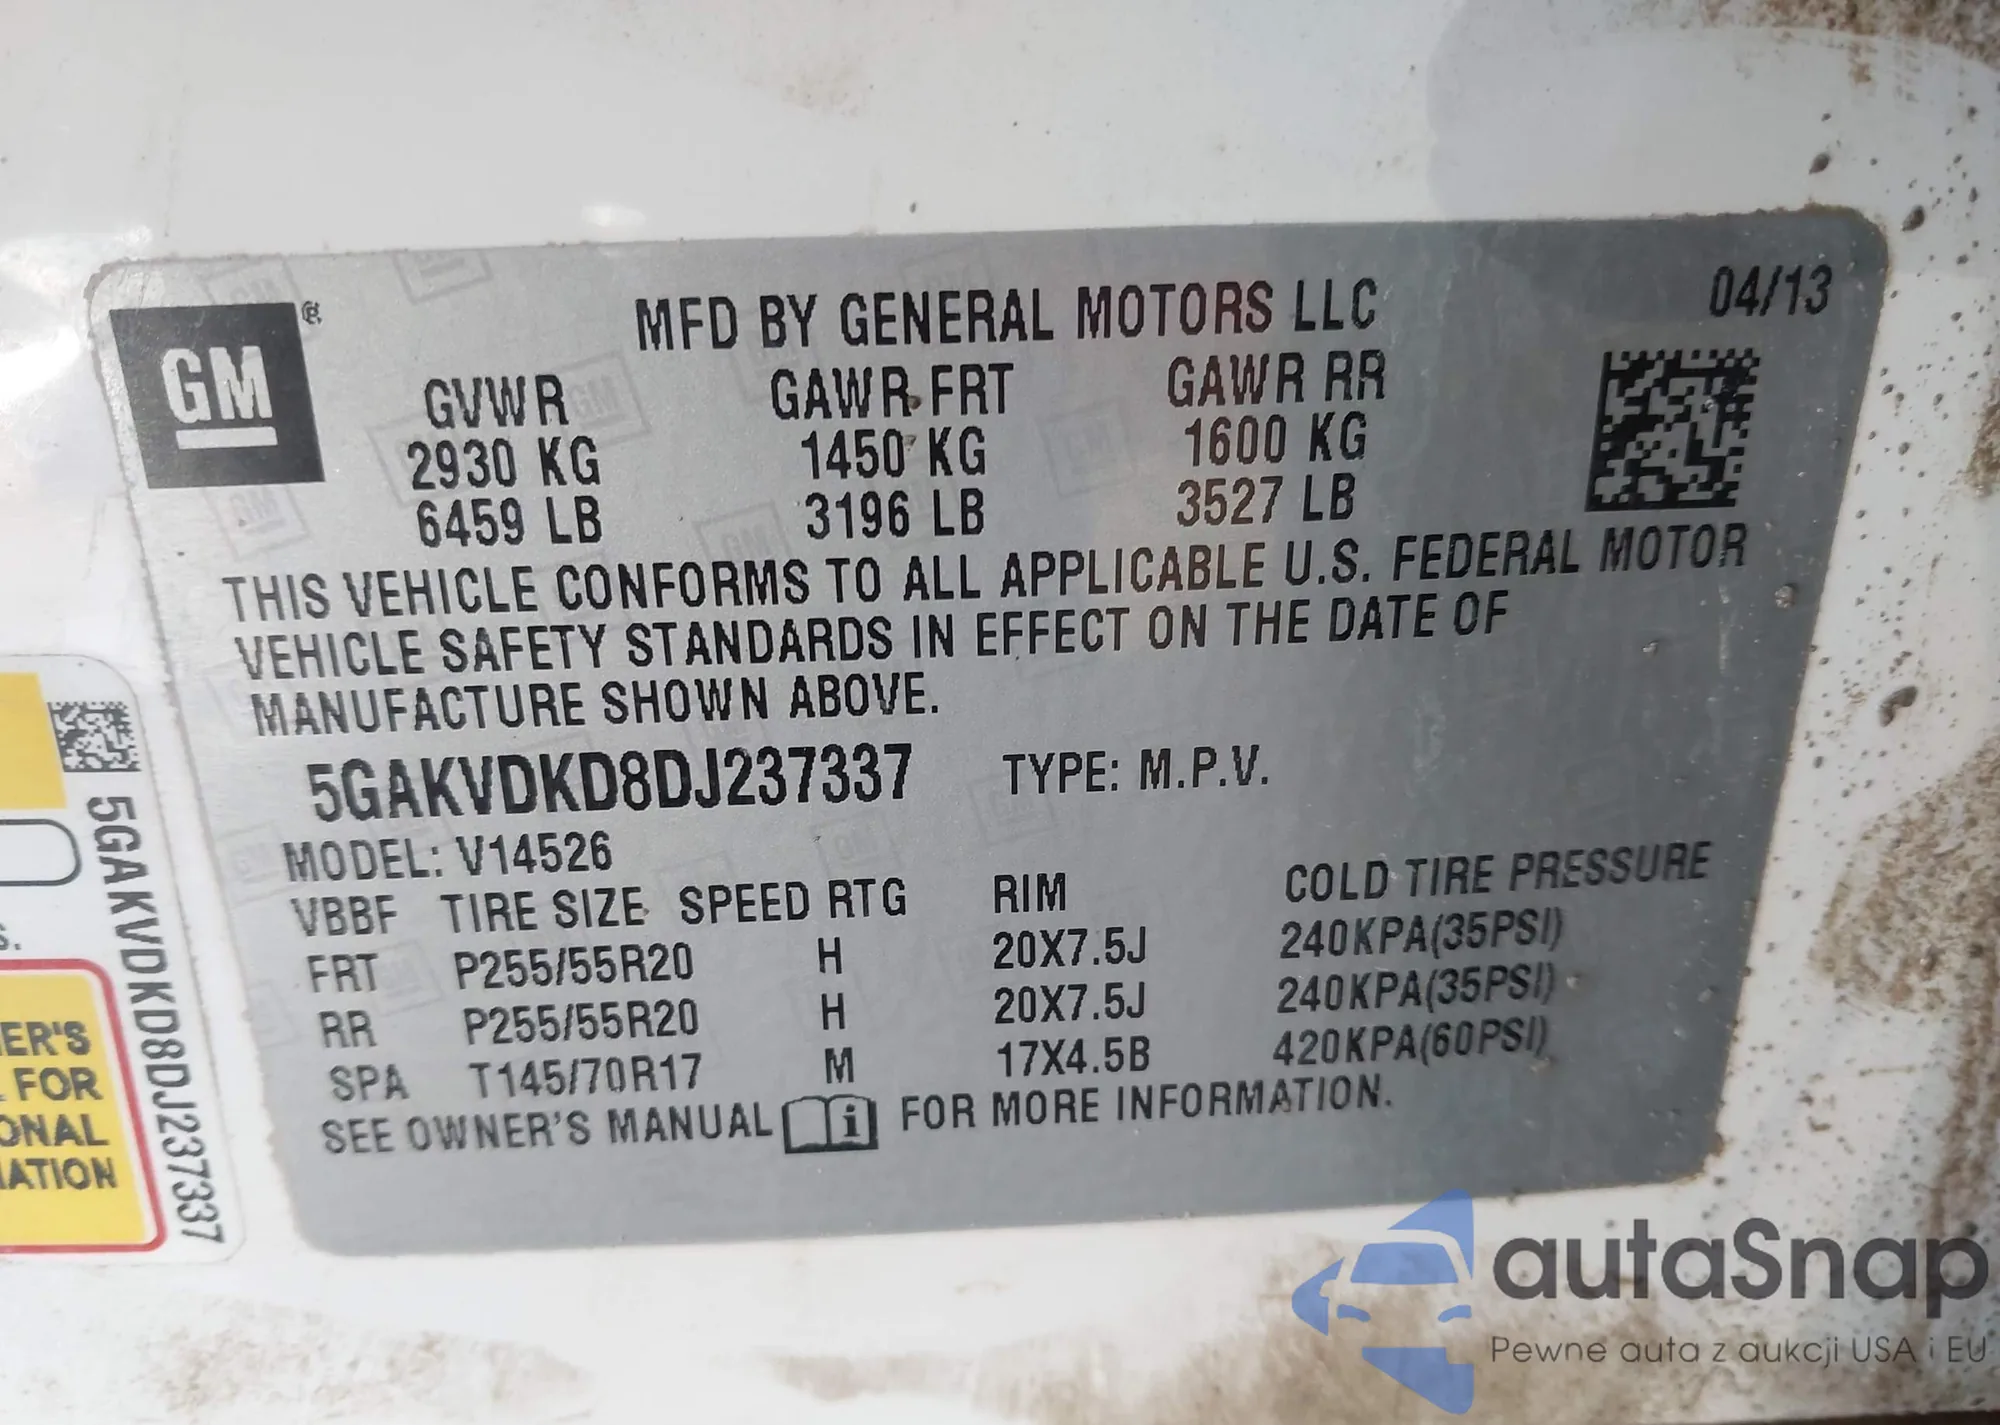 GM ®
MFD BY GENERAL MOTORS LLC
04/13
GVWR GAWR FRT GAWR RR
2930 KG 1450 KG 1600 KG
6459 LB 3196 LB 3527 LB
THIS VEHICLE CONFORMS TO ALL APPLICABLE U.S. FEDERAL MOTOR
VEHICLE SAFETY STANDARDS IN EFFECT ON THE DATE OF
MANUFACTURE SHOWN ABOVE.
5GAKVDKD8DJ237337 TYPE: M.P.V.
MODEL: V14526
VBBF TIRE SIZE SPEED RTG RIM COLD TIRE PRESSURE
FRT P255/55R20 H 20X7.5J 240KPA(35PSI)
RR P255/55R20 H 20X7.5J 240KPA(35PSI)
SPA T145/70R17 M 17X4.5B 420KPA(60PSI)
SEE OWNER'S MANUAL i FOR MORE INFORMATION.
5GAKVDKD8DJ237337
S.
ER'S
FOR
ONAL
ATION
autaSnap
Pewne auta z aukcji USA i EU